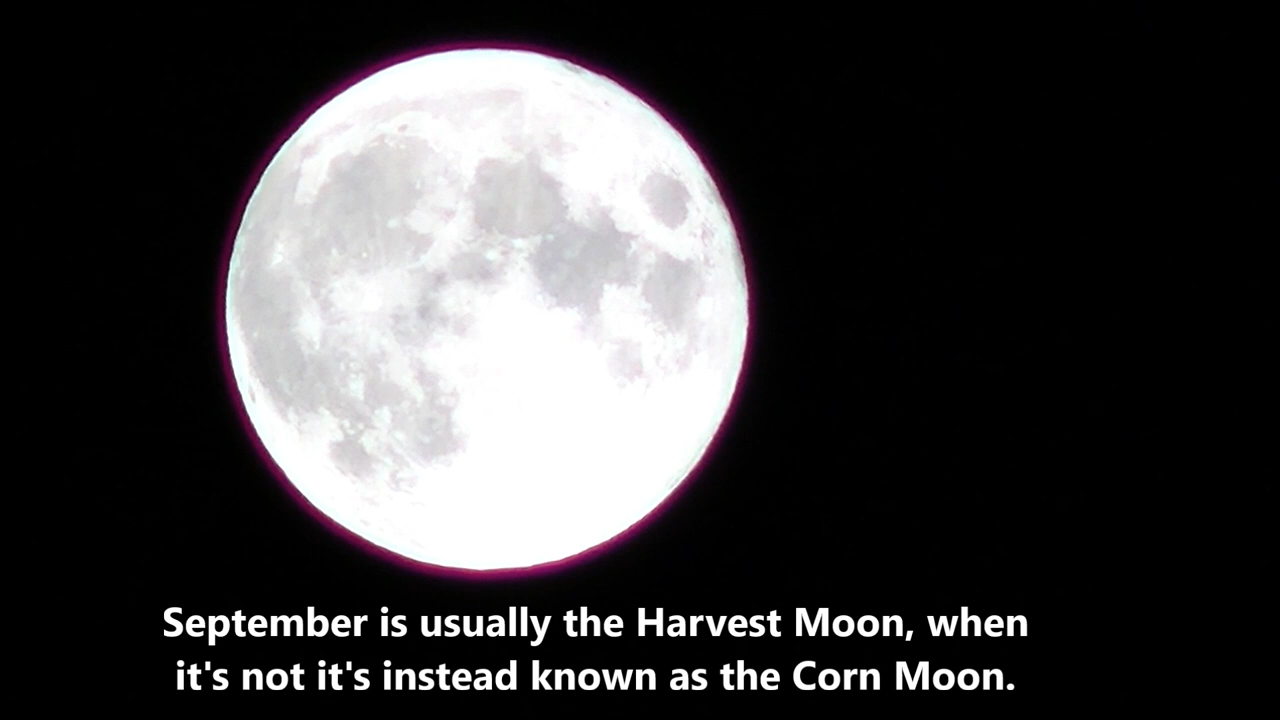 September is usually the Harvest Moon, when
it's not it's instead known as the Corn Moon.